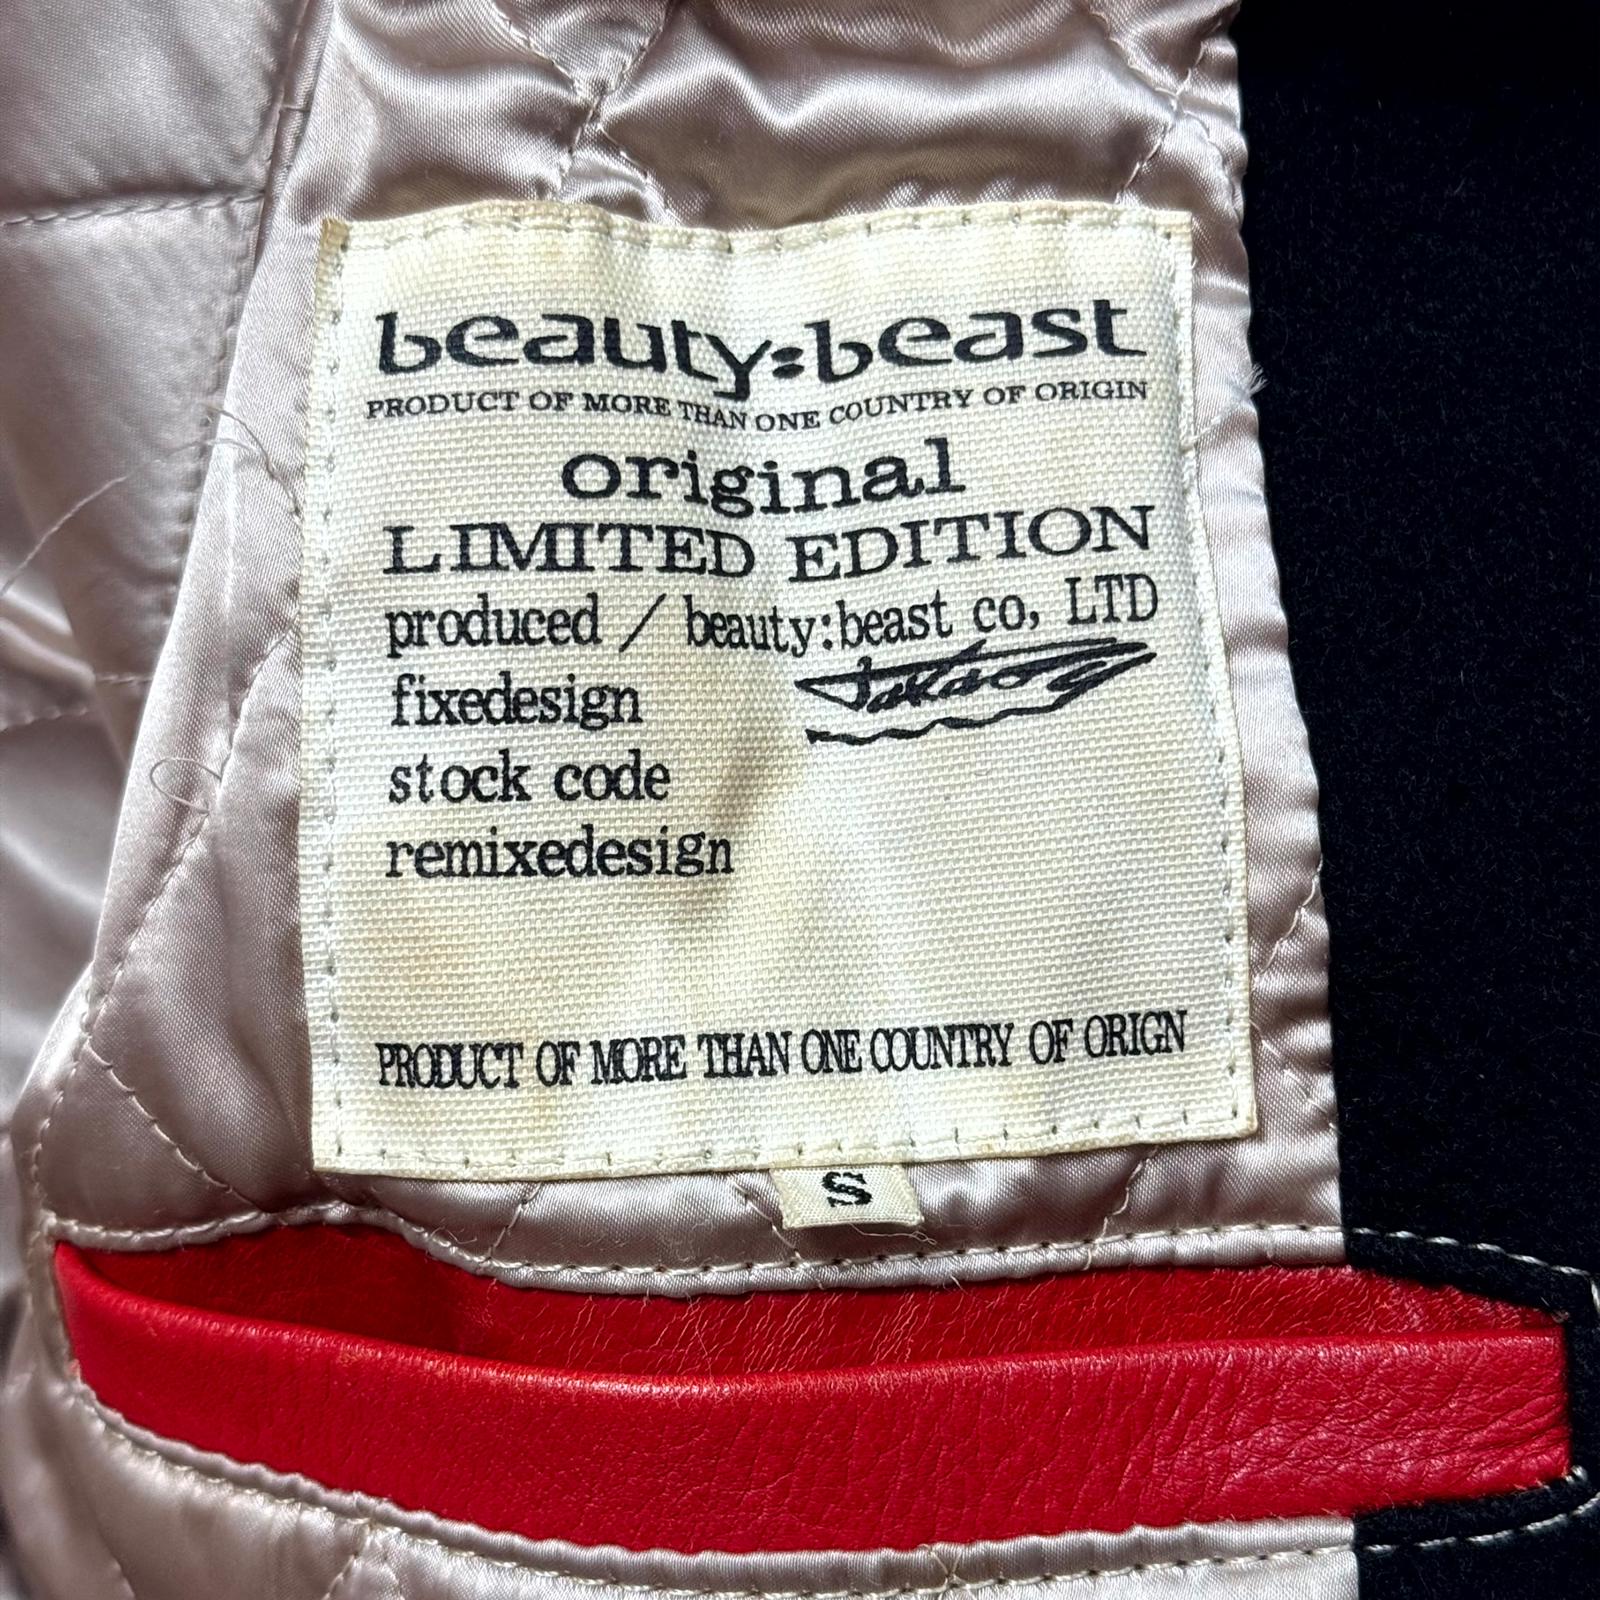 beauty:beast
PRODUCT OF MORE THAN ONE COUNTRY OF ORIGIN
original
LIMITED EDITION
produced / beauty:beast co, LTD
fixedesign
stock code
remixedesign
PRODUCT OF MORE THAN ONE COUNTRY OF ORIGN
S